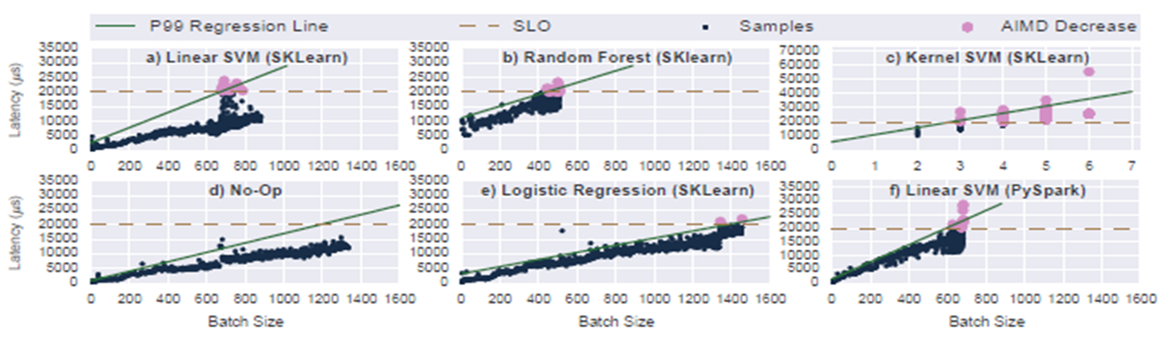 P99 Regression Line SLO Samples AIMD Decrease
a) Linear SVM (SKLearn)
Latency (μs)
35000
30000
25000
20000
15000
10000
5000
0
0 200 400 600 800 1000 1200 1400 1600
b) Random Forest (SKlearn)
35000
30000
25000
20000
15000
10000
5000
0
0 200 400 600 800 1000 1200 1400 1600
c) Kernel SVM (SKLearn)
70000
60000
50000
40000
30000
20000
10000
0
0 1 2 3 4 5 6 7
d) No-Op
Latency (μs)
35000
30000
25000
20000
15000
10000
5000
0
0 200 400 600 800 1000 1200 1400 1600
Batch Size
e) Logistic Regression (SKLearn)
35000
30000
25000
20000
15000
10000
5000
0
0 200 400 600 800 1000 1200 1400 1600
Batch Size
f) Linear SVM (PySpark)
35000
30000
25000
20000
15000
10000
5000
0
0 200 400 600 800 1000 1200 1400 1600
Batch Size